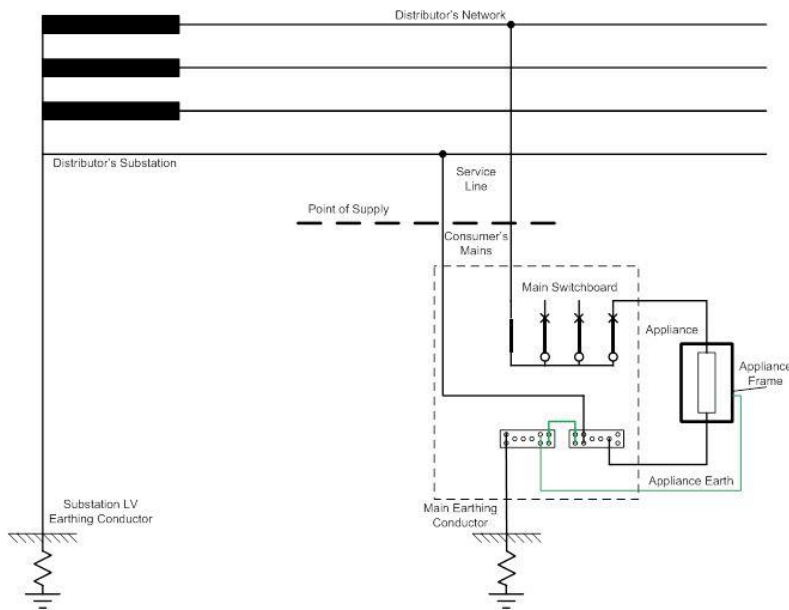 Distributor's Network
Distributor's Substation
Service
Line
Point of Supply
Consumer's
Mains
Main Switchboard
Appliance
Appliance
Frame
Appliance Earth
Substation LV
Earthing Conductor
Main Earthing
Conductor